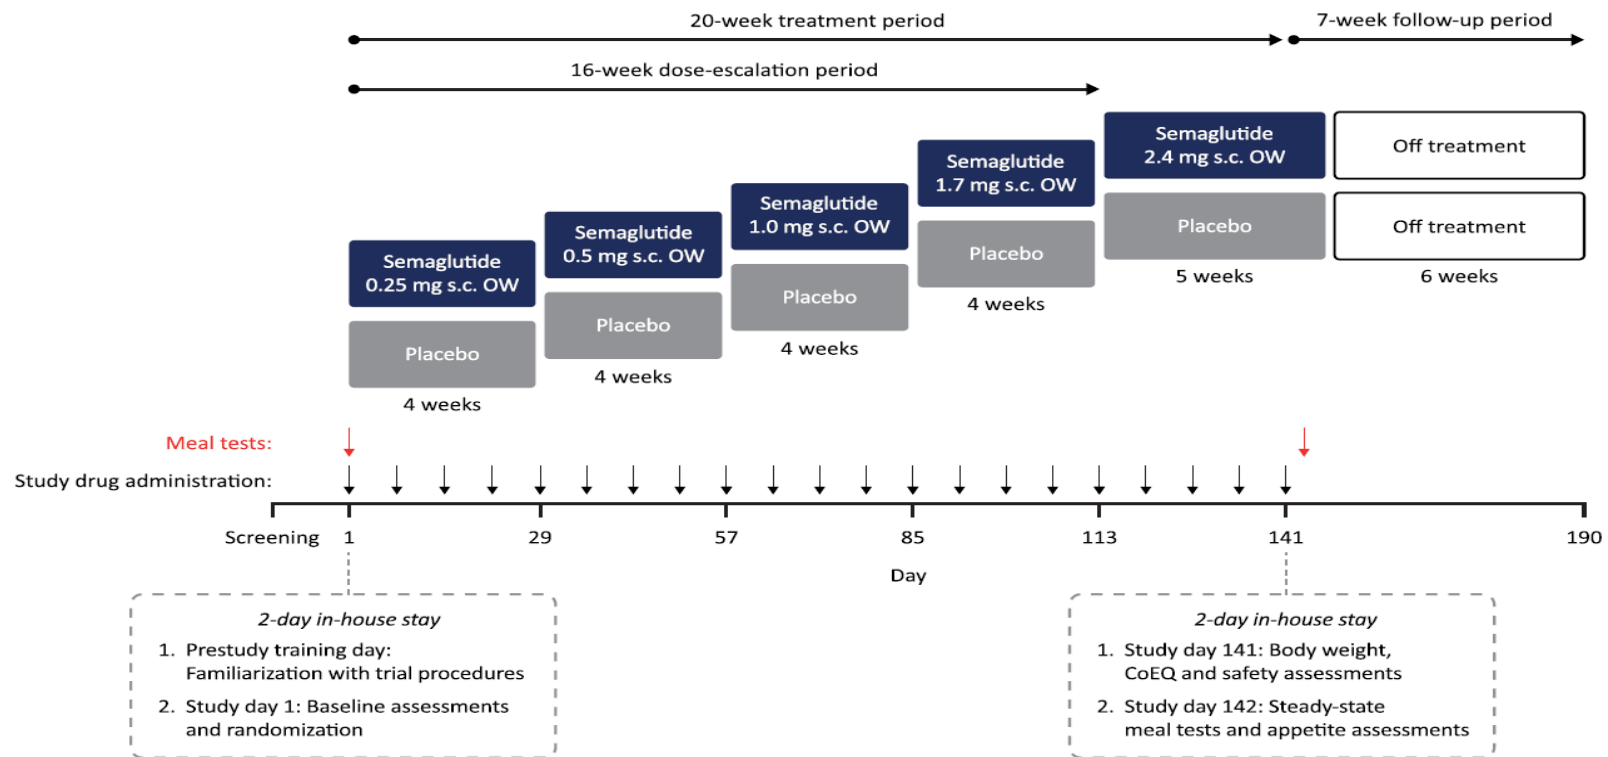 20-week treatment period
7-week follow-up period
16-week dose-escalation period
Semaglutide
0.25 mg s.c. OW
Placebo
4 weeks
Semaglutide
0.5 mg s.c. OW
Placebo
4 weeks
Semaglutide
1.0 mg s.c. OW
Placebo
4 weeks
Semaglutide
1.7 mg s.c. OW
Placebo
4 weeks
Semaglutide
2.4 mg s.c. OW
Placebo
5 weeks
Off treatment
Off treatment
6 weeks
Meal tests:
Study drug administration:
Screening 1 29 57 85 113 141 190
Day
2-day in-house stay
1. Prestudy training day:
Familiarization with trial procedures
2. Study day 1: Baseline assessments
and randomization
2-day in-house stay
1. Study day 141: Body weight,
CoEQ and safety assessments
2. Study day 142: Steady-state
meal tests and appetite assessments